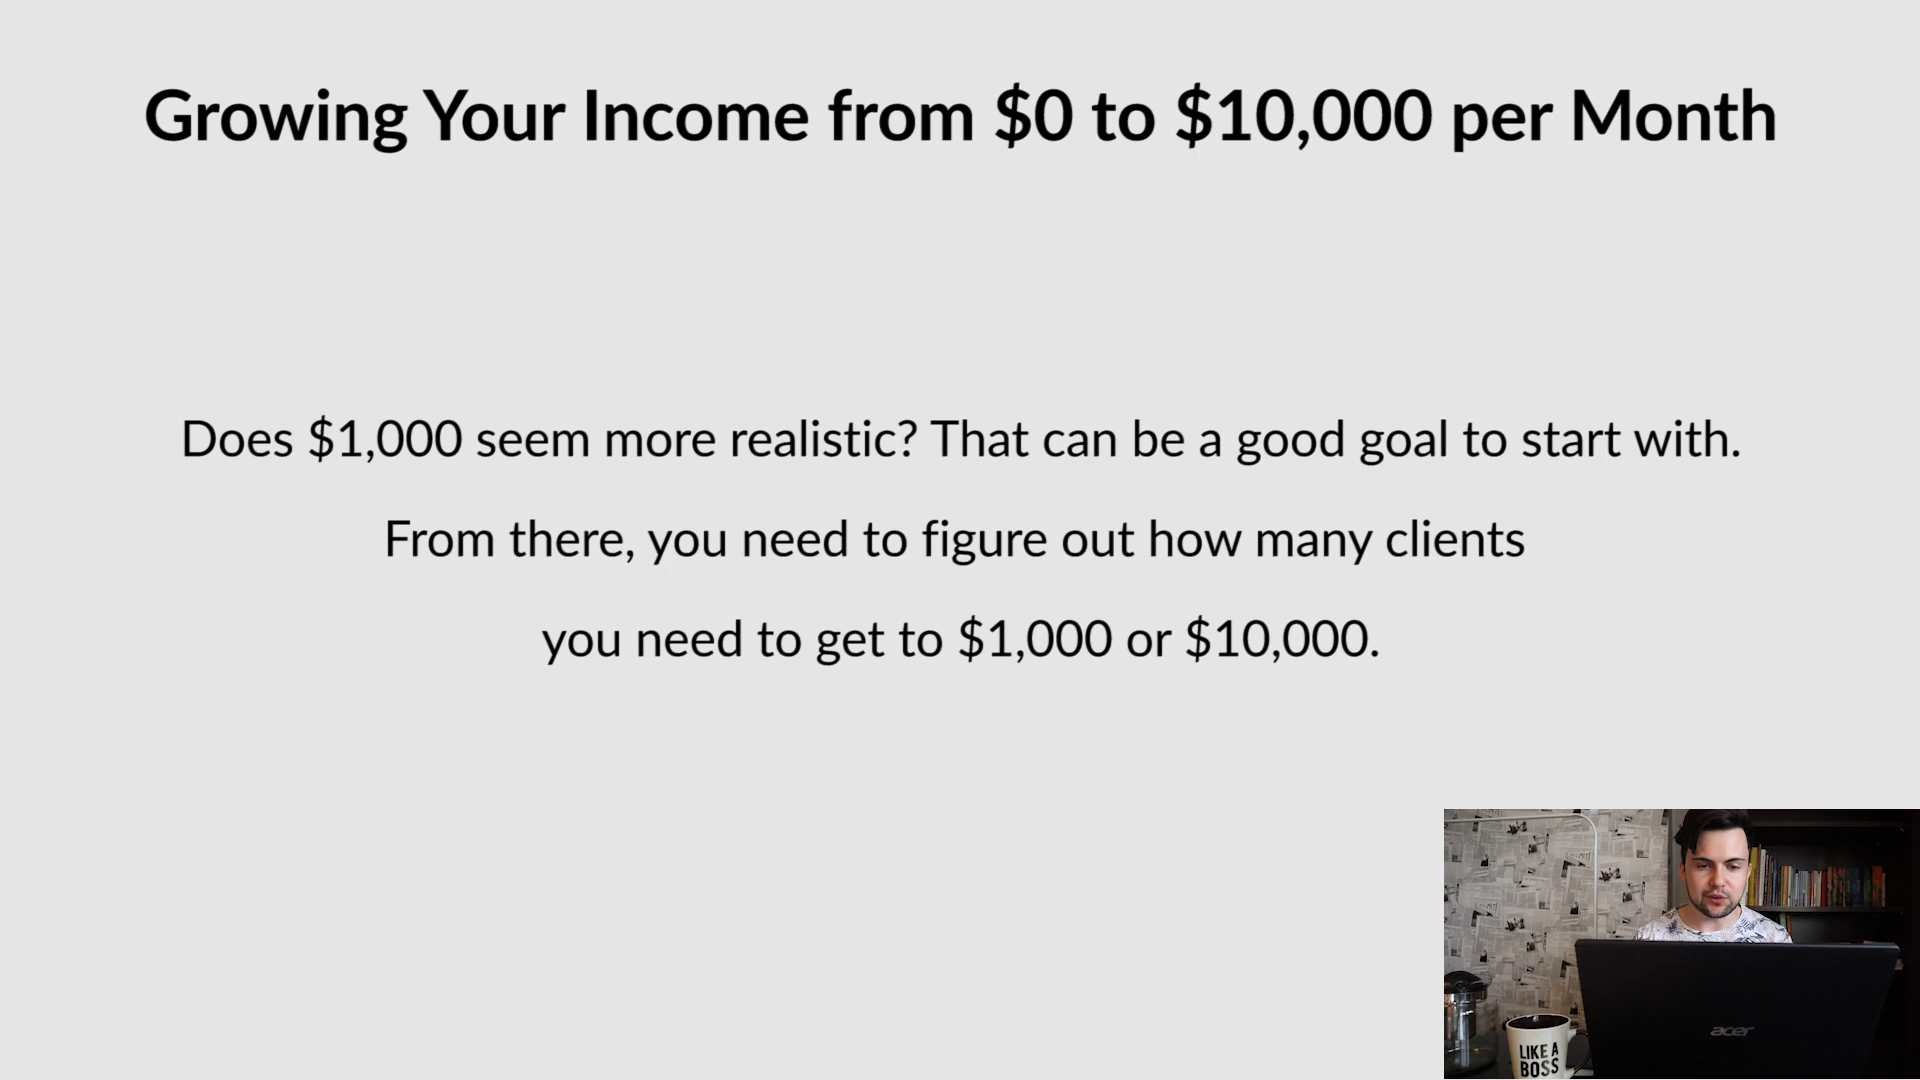 Growing Your Income from $0 to $10,000 per Month
Does $1,000 seem more realistic? That can be a good goal to start with.
From there, you need to figure out how many clients
you need to get to $1,000 or $10,000.
acer
LIKE A
BOSS